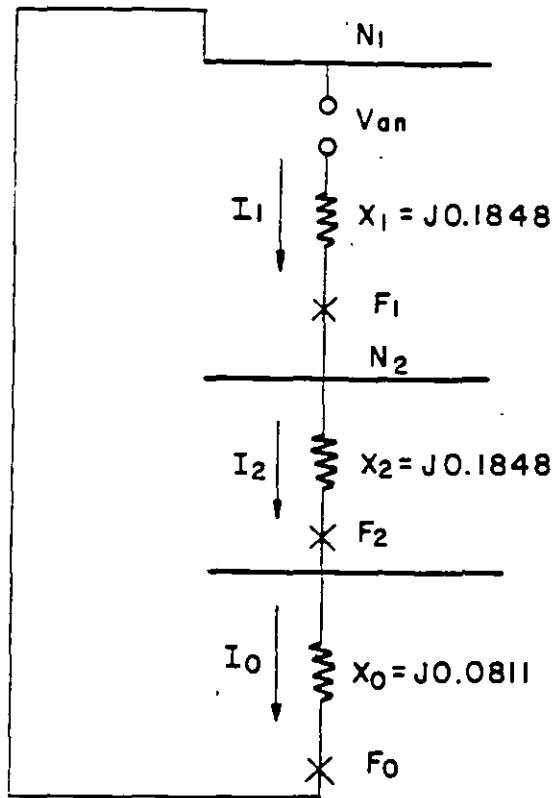 N1
Van
I1
X1 = J0.1848
F1
N2
I2
X2 = J0.1848
F2
I0
X0 = J0.0811
F0